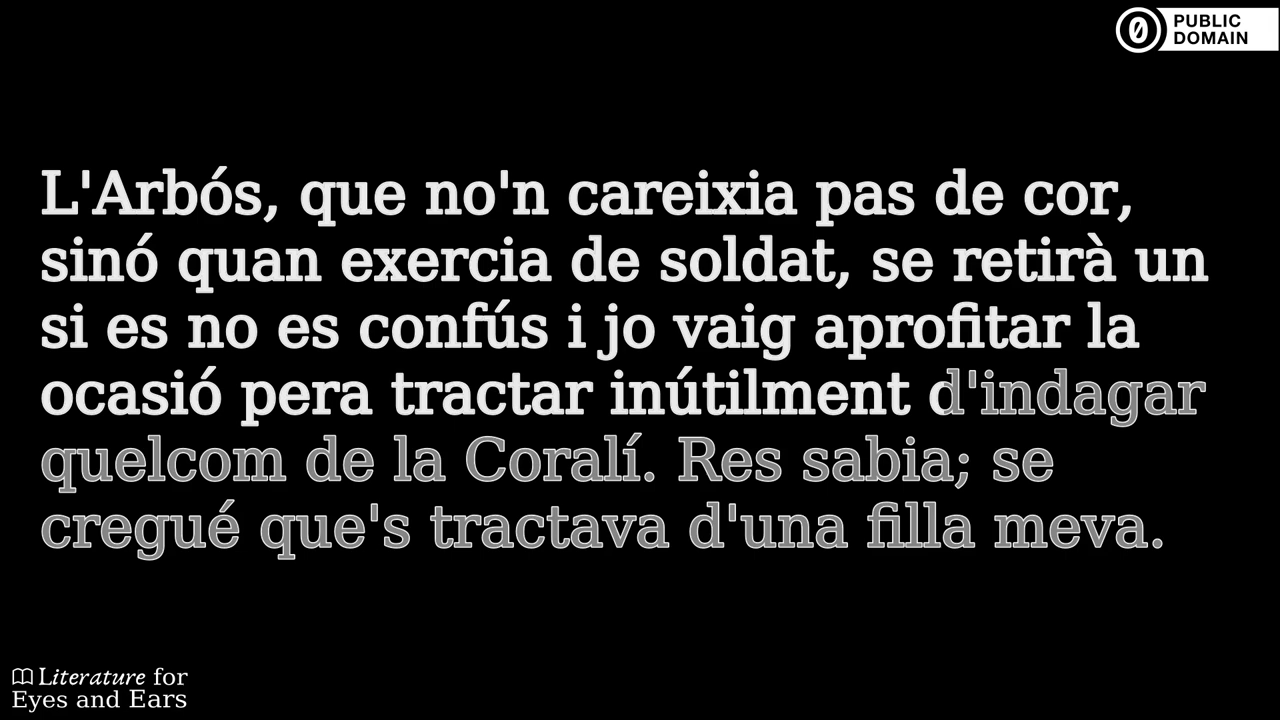 PUBLIC
DOMAIN
L'Arbós, que no'n careixia pas de cor,
sinó quan exercia de soldat, se retirà un
si es no es confús i jo vaig aprofitar la
ocasió pera tractar inútilment d'indagar
quelcom de la Coralí. Res sabia; se
cregué que's tractava d'una filla meva.
Literature for
Eyes and Ears